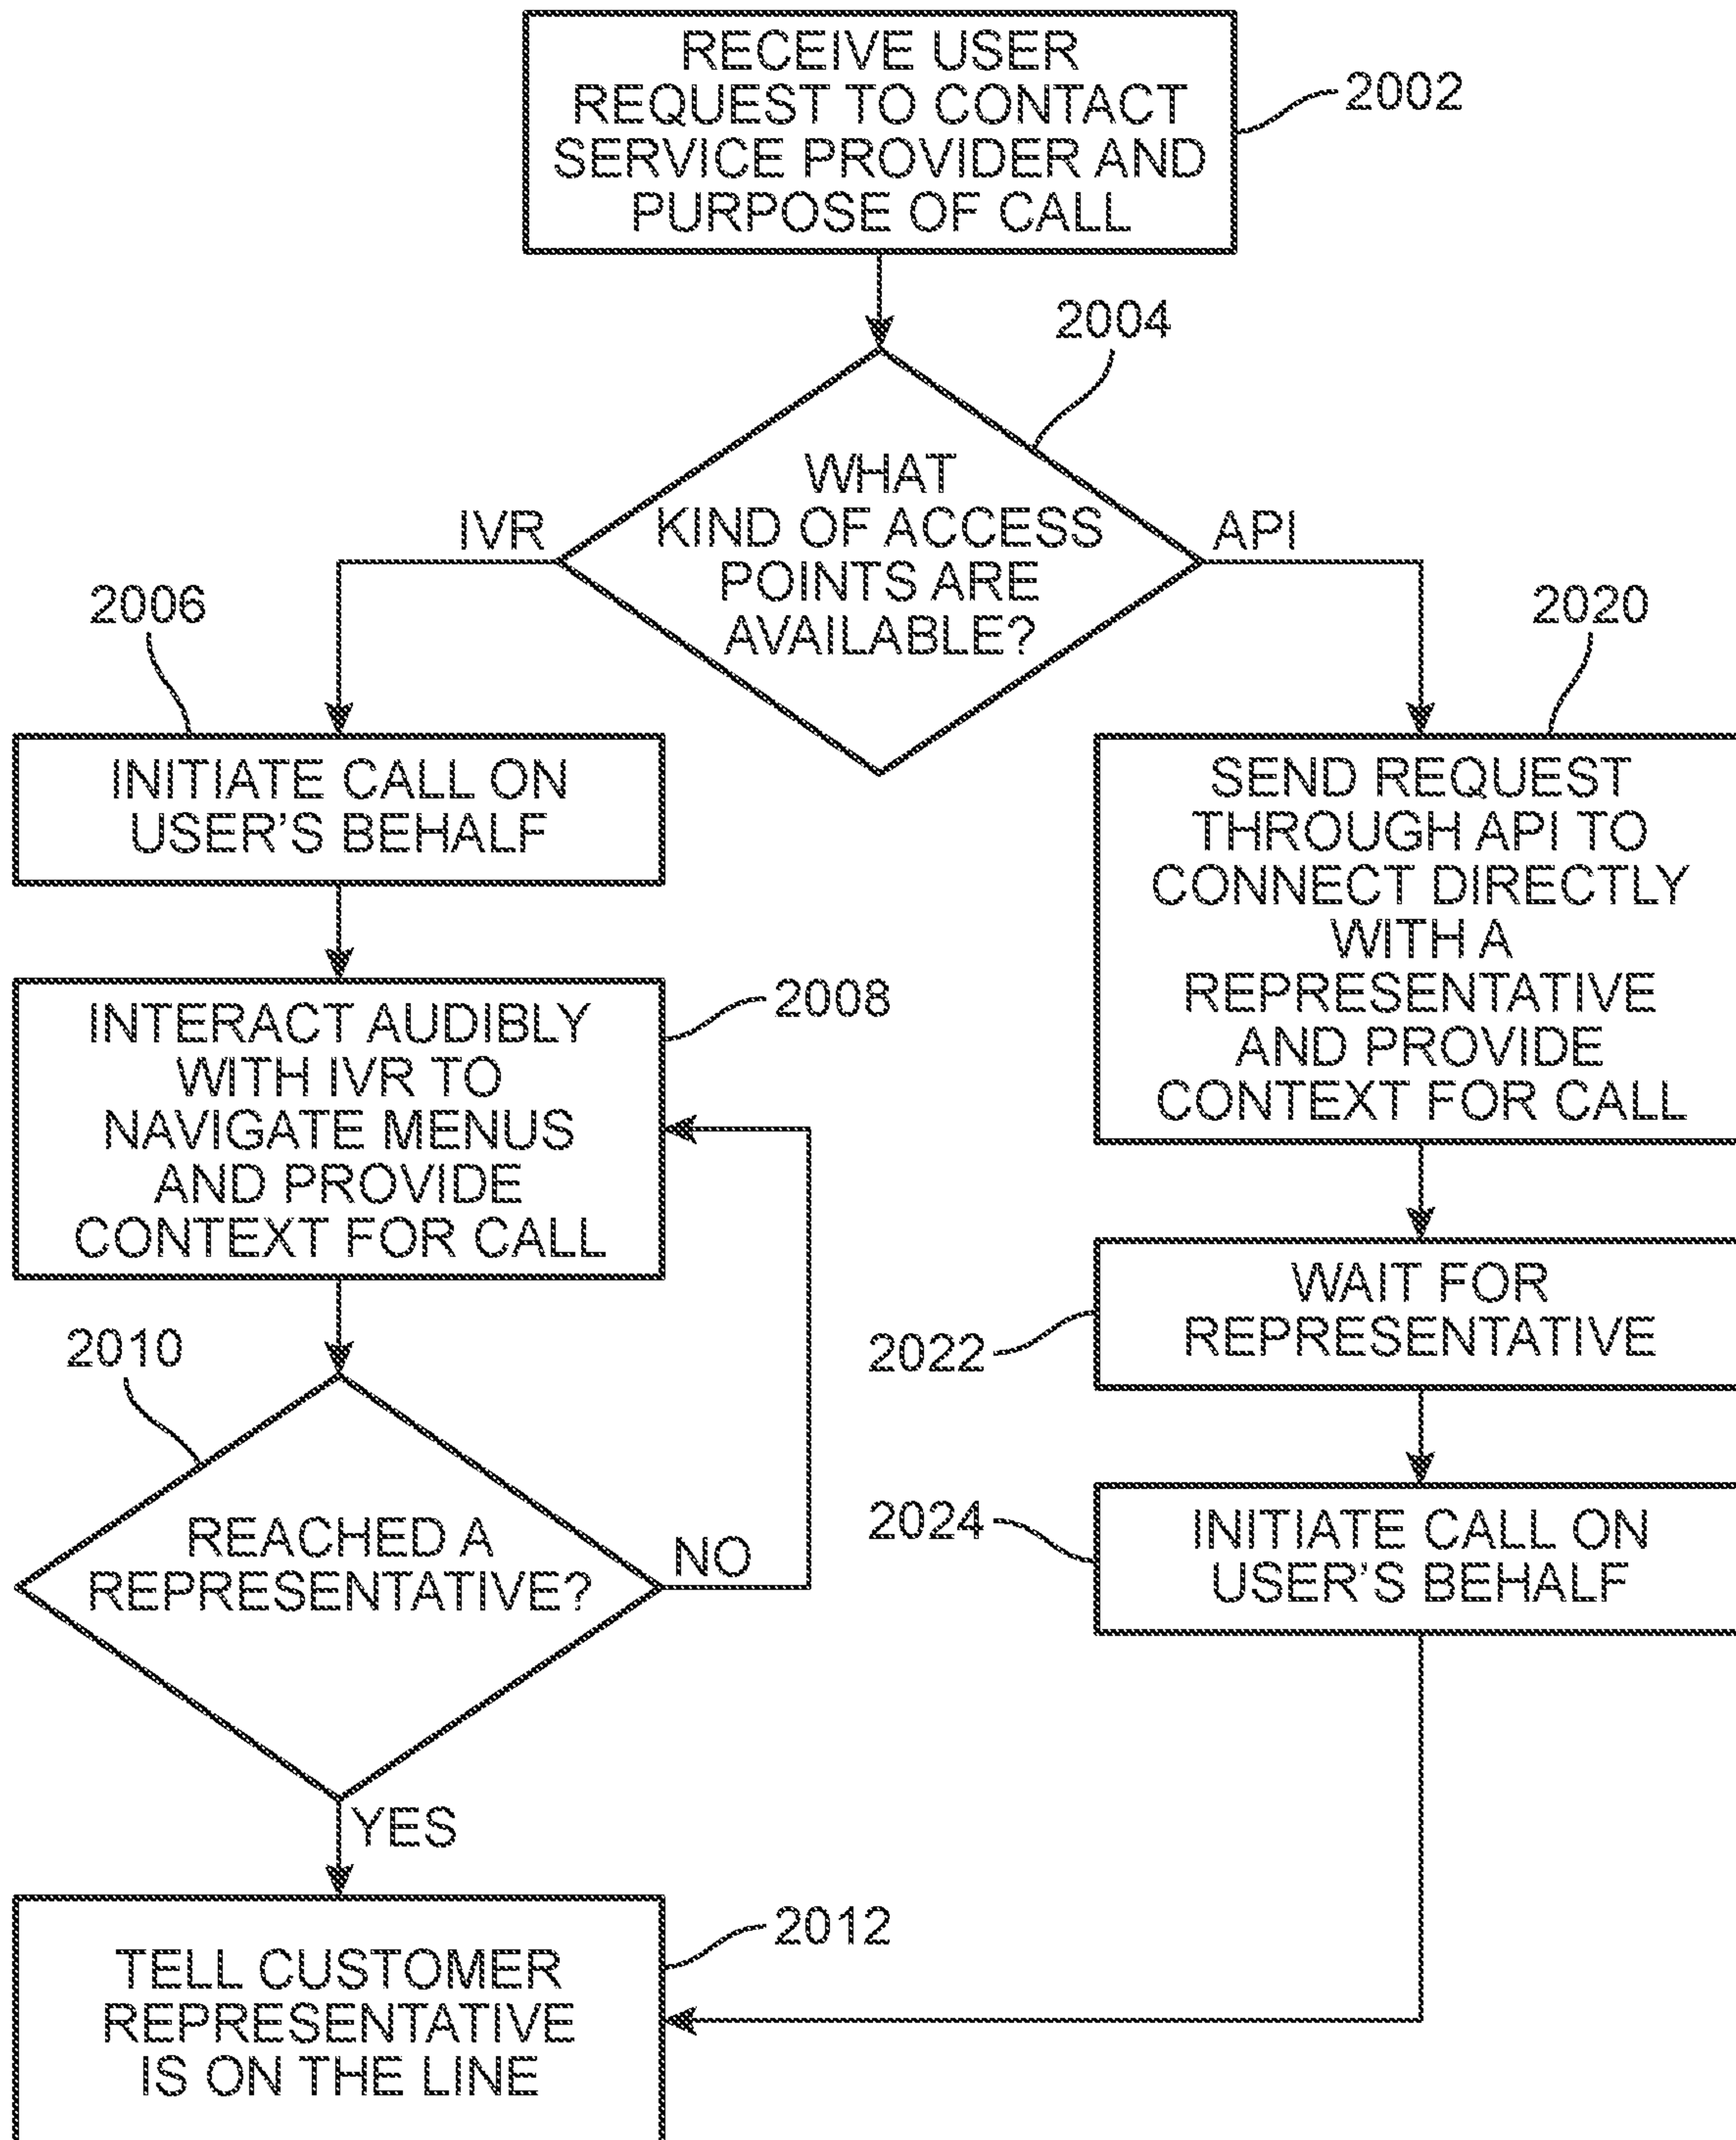 RECEIVE USER
REQUEST TO CONTACT
SERVICE PROVIDER AND
PURPOSE OF CALL
2002
2004
WHAT
KIND OF ACCESS
POINTS ARE
AVAILABLE?
IVR
API
2006
INITIATE CALL ON
USER'S BEHALF
2008
INTERACT AUDIBLY
WITH IVR TO
NAVIGATE MENUS
AND PROVIDE
CONTEXT FOR CALL
2010
REACHED A
REPRESENTATIVE?
NO
YES
2020
SEND REQUEST
THROUGH API TO
CONNECT DIRECTLY
WITH A
REPRESENTATIVE
AND PROVIDE
CONTEXT FOR CALL
2022
WAIT FOR
REPRESENTATIVE
2024
INITIATE CALL ON
USER'S BEHALF
2012
TELL CUSTOMER
REPRESENTATIVE
IS ON THE LINE